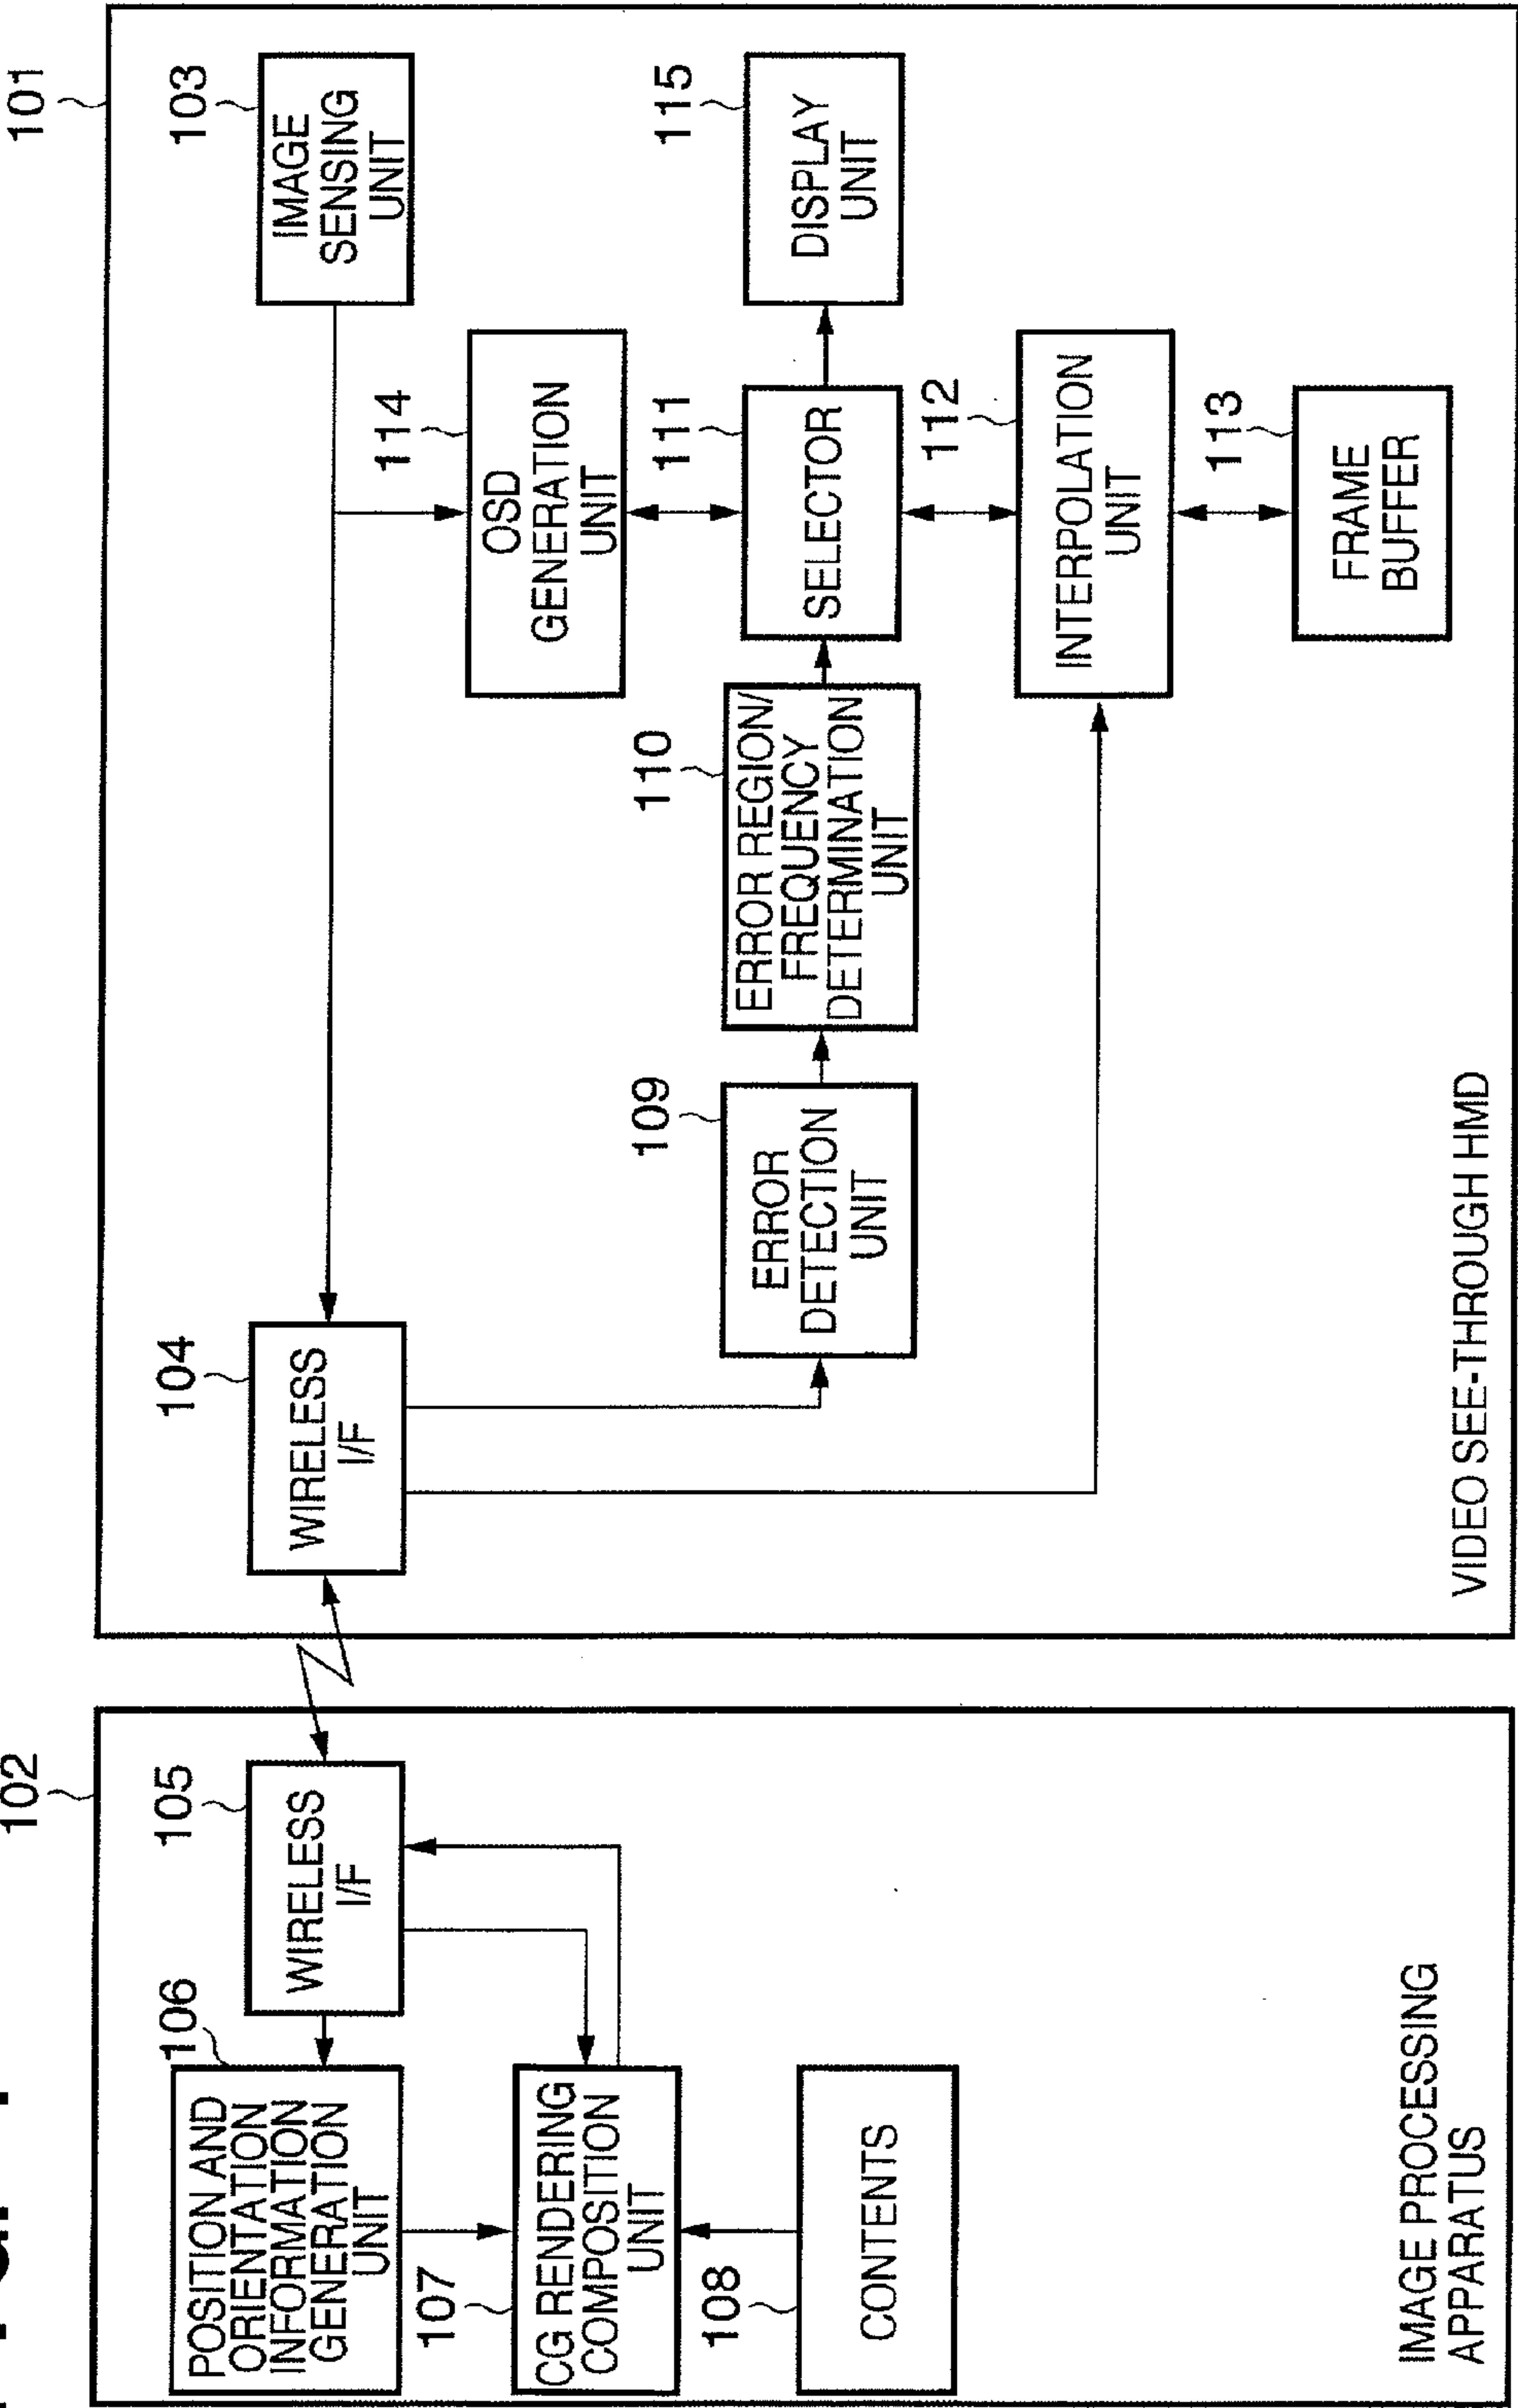 102
101
106
105
104
103
POSITION AND
ORIENTATION
INFORMATION
GENERATION
UNIT
WIRELESS
I/F
WIRELESS
I/F
IMAGE
SENSING
UNIT
107
CG RENDERING
COMPOSITION
UNIT
114
OSD
GENERATION
UNIT
108
CONTENTS
109
ERROR
DETECTION
UNIT
110
ERROR REGION/
FREQUENCY
DETERMINATION
UNIT
111
SELECTOR
115
DISPLAY
UNIT
112
INTERPOLATION
UNIT
113
FRAME
BUFFER
IMAGE PROCESSING
APPARATUS
VIDEO SEE-THROUGH HMD